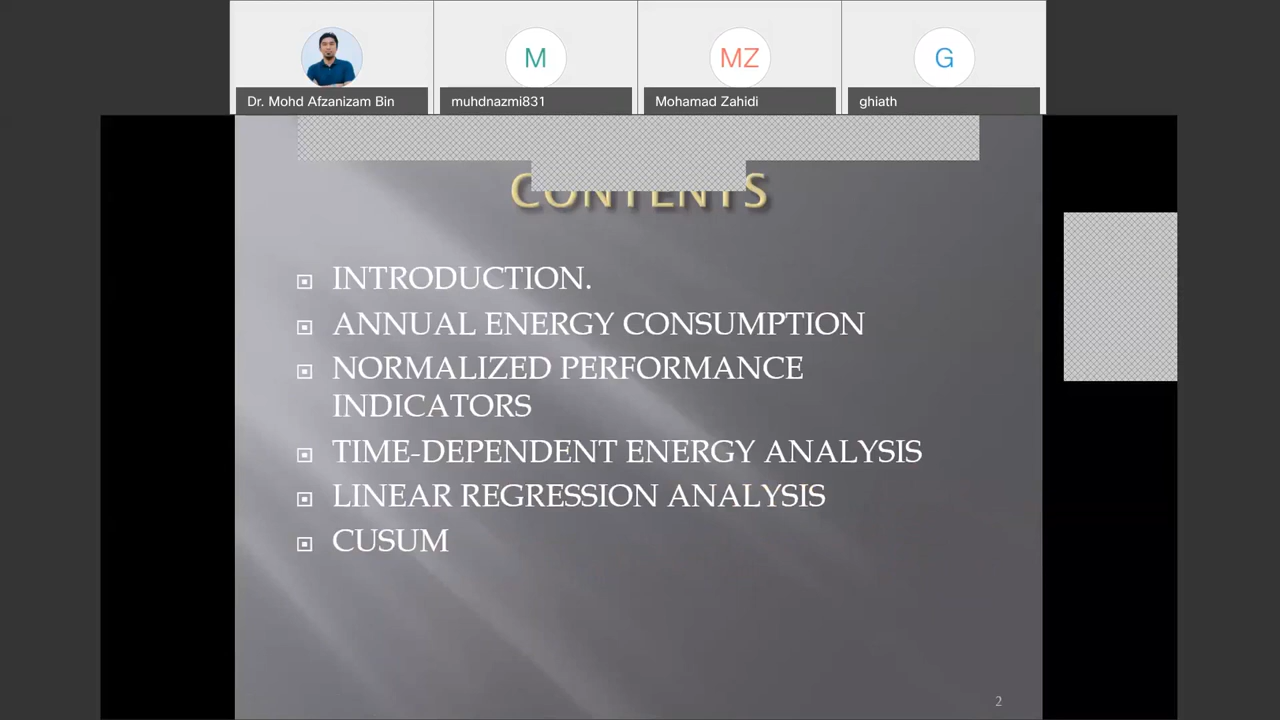 Dr. Mohd Afzanizam Bin
M
muhdnazmi831
MZ
Mohamad Zahidi
G
ghiath
CONTENTS
INTRODUCTION.
ANNUAL ENERGY CONSUMPTION
NORMALIZED PERFORMANCE
INDICATORS
TIME-DEPENDENT ENERGY ANALYSIS
LINEAR REGRESSION ANALYSIS
CUSUM
2